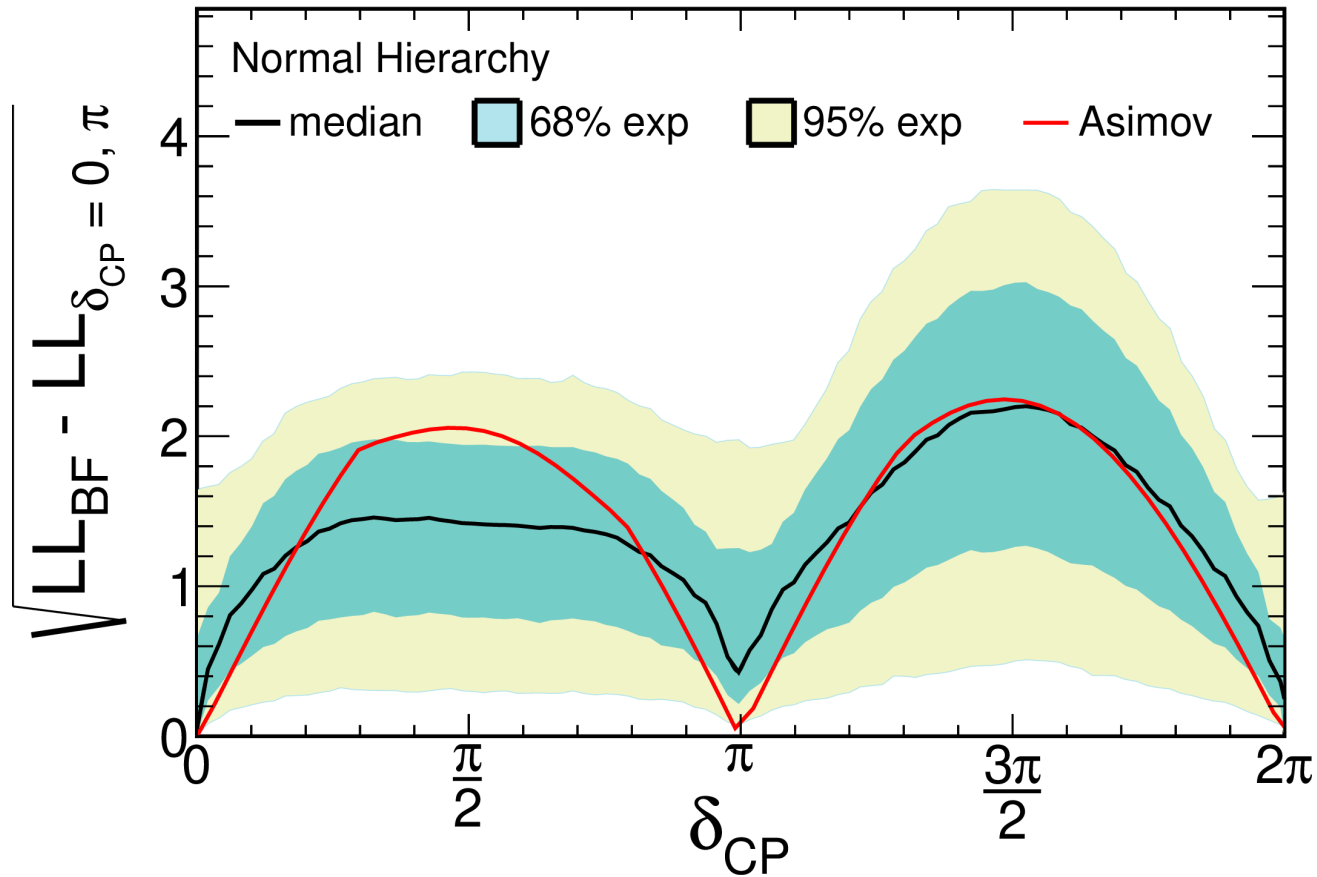 Normal Hierarchy
median 68% exp 95% exp Asimov
√ LL_BF - LL_δ_CP = 0, π
4
3
2
1
0
0 π/2 π 3π/2 2π
δ_CP